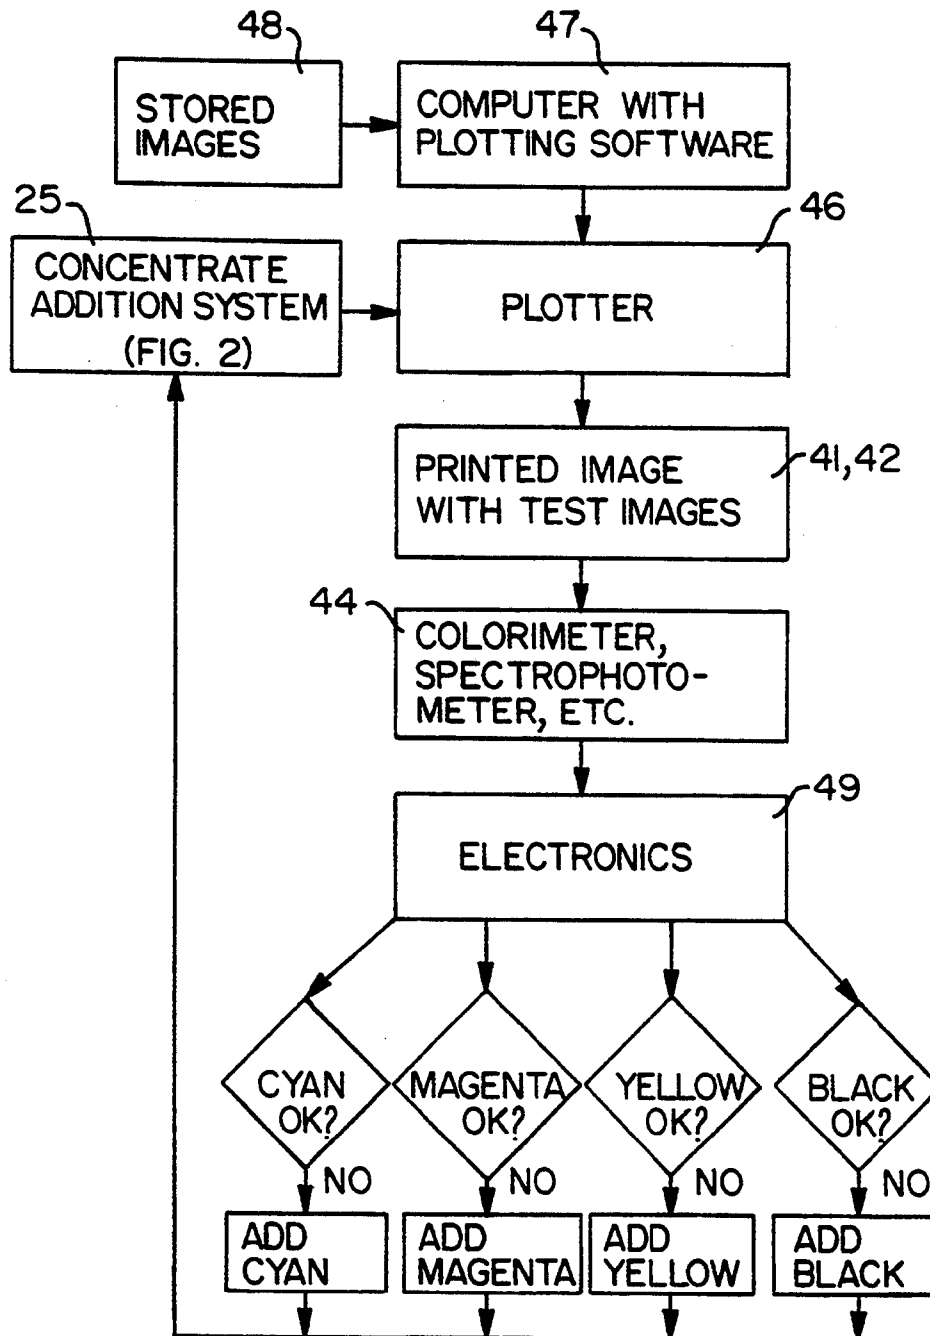 48
47
STORED
IMAGES
COMPUTER WITH
PLOTTING SOFTWARE
25
46
CONCENTRATE
ADDITION SYSTEM
(FIG. 2)
PLOTTER
PRINTED IMAGE
WITH TEST IMAGES
41,42
44
COLORIMETER,
SPECTROPHOTO-
METER, ETC.
49
ELECTRONICS
CYAN
OK?
MAGENTA
OK?
YELLOW
OK?
BLACK
OK?
NO
NO
NO
NO
ADD
CYAN
ADD
MAGENTA
ADD
YELLOW
ADD
BLACK